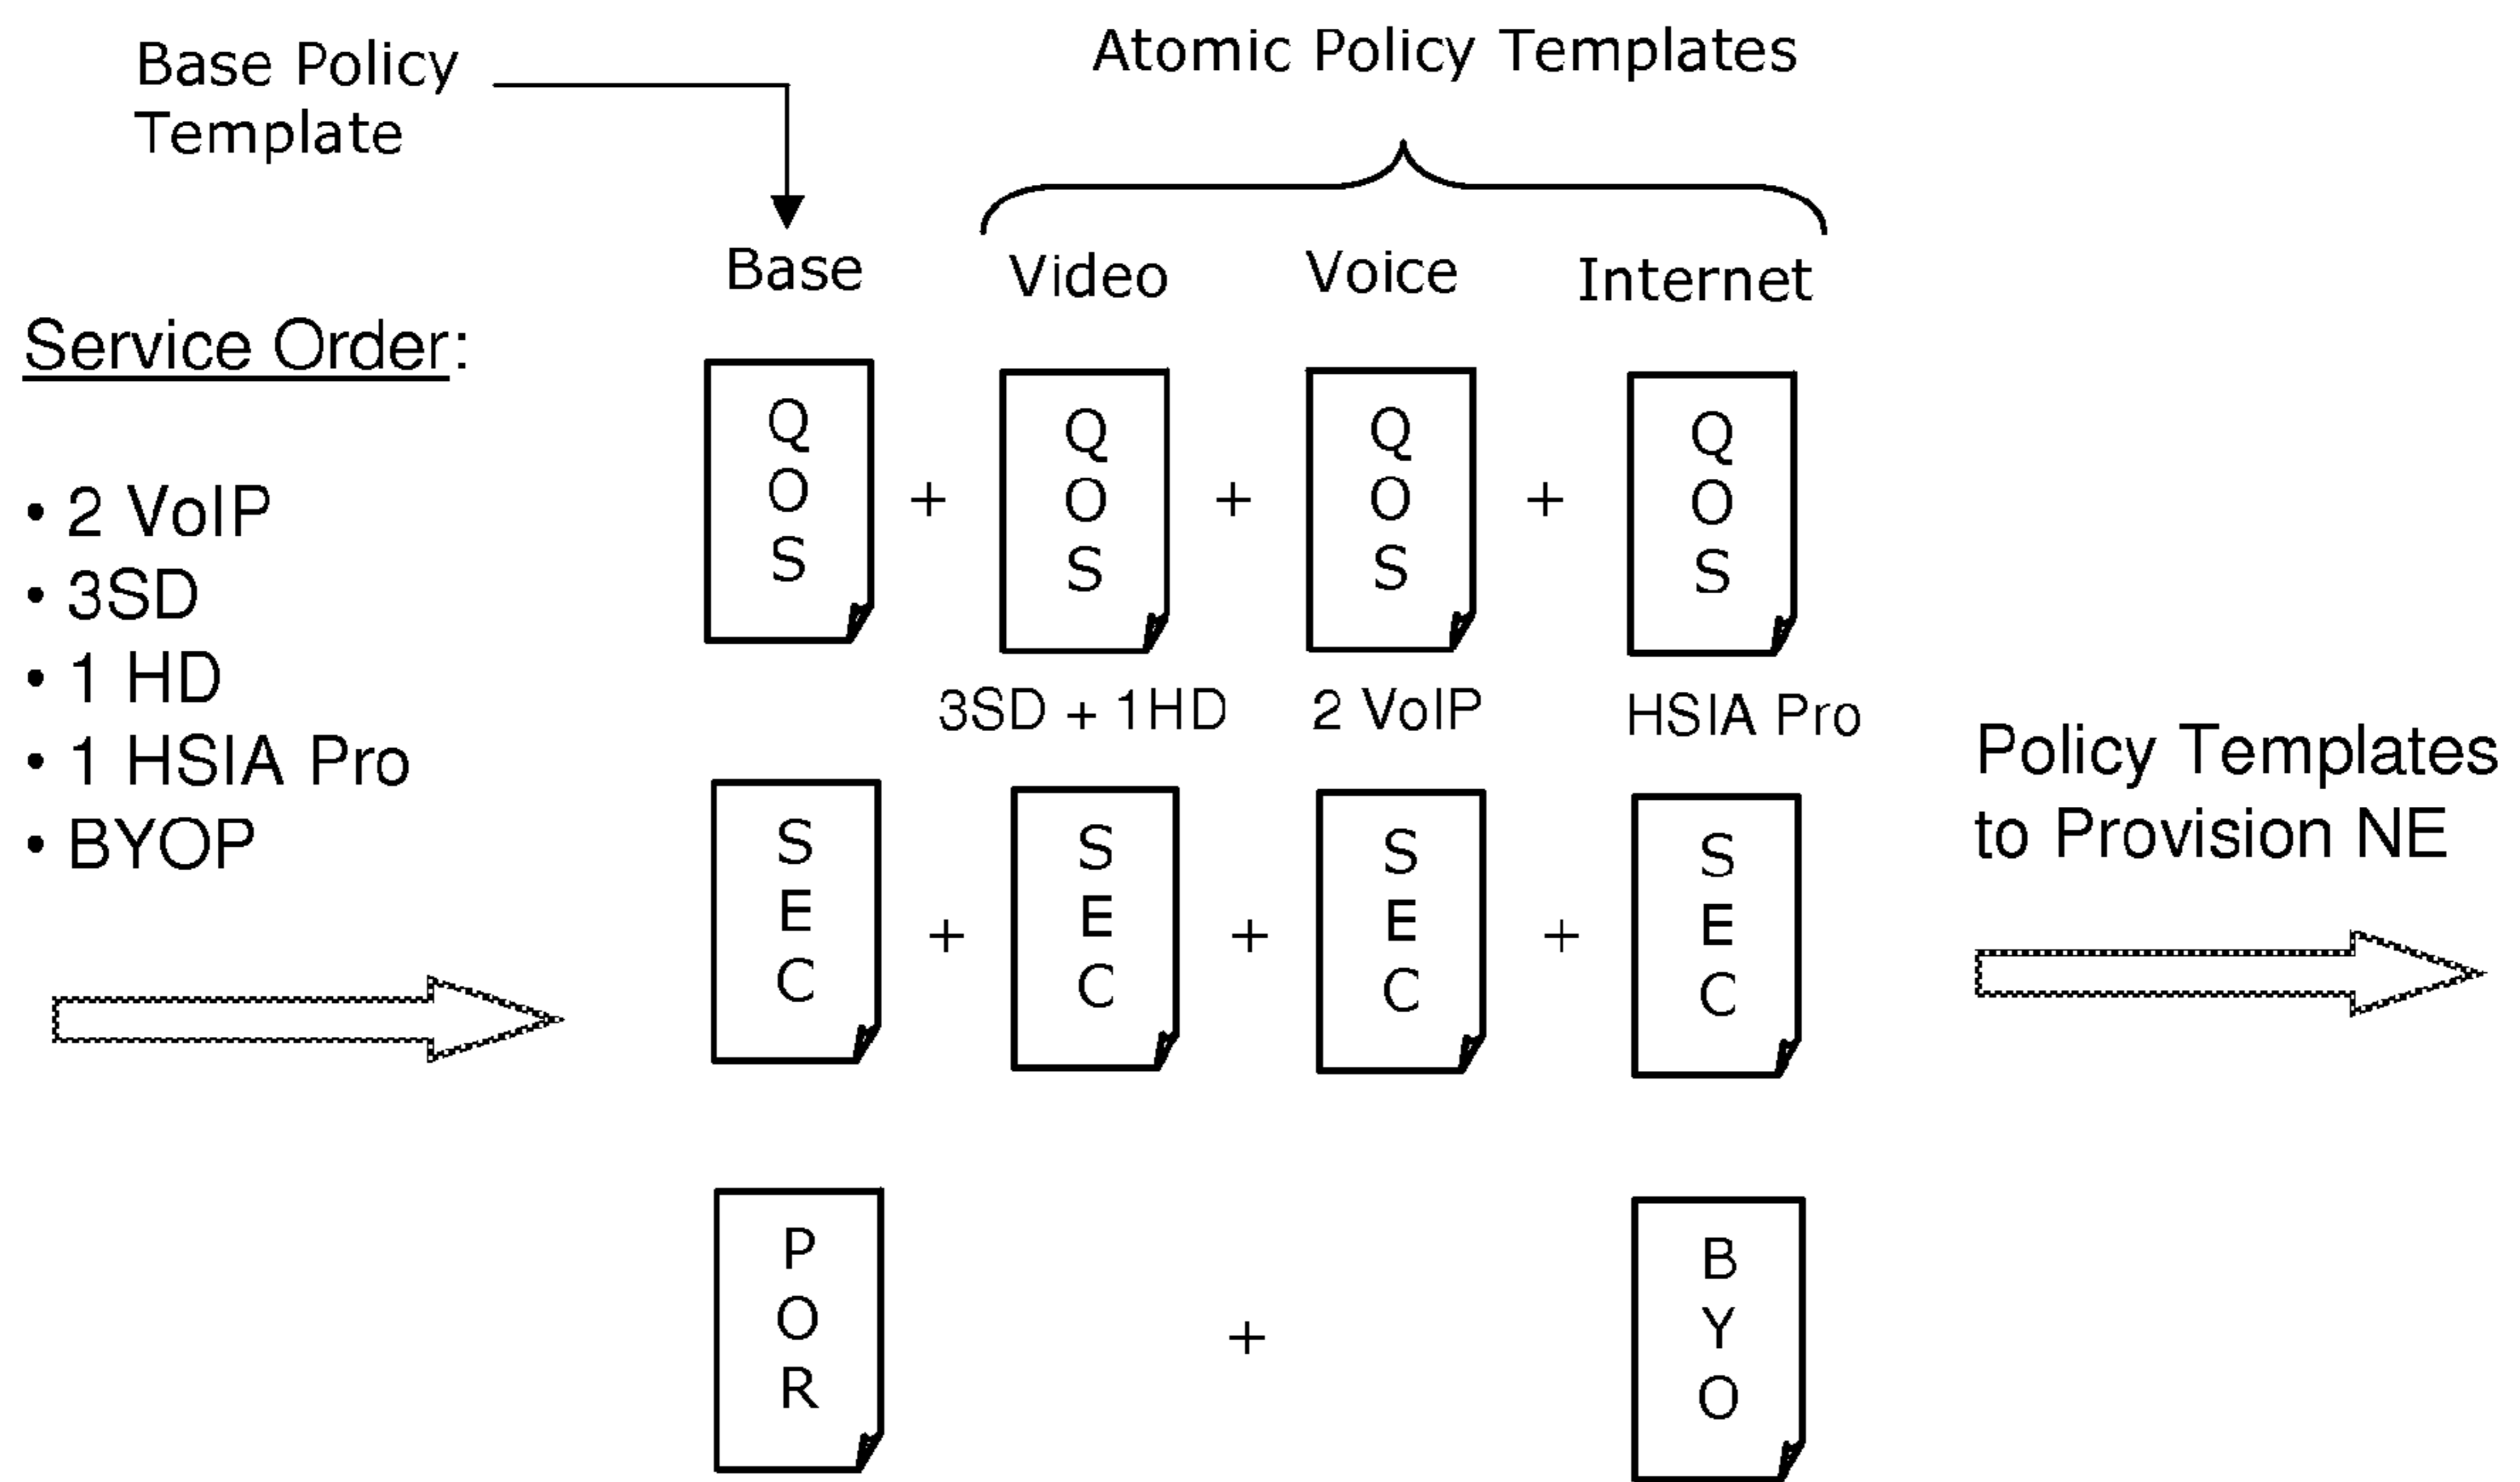 Base Policy
Template
Atomic Policy Templates
Base
Video
Voice
Internet
Service Order:
• 2 VoIP
• 3SD
• 1 HD
• 1 HSIA Pro
• BYOP
Q
O
S
+
Q
O
S
+
Q
O
S
+
Q
O
S
3SD + 1HD
2 VoIP
HSIA Pro
S
E
C
+
S
E
C
+
S
E
C
+
S
E
C
P
O
R
+
B
Y
O
Policy Templates
to Provision NE